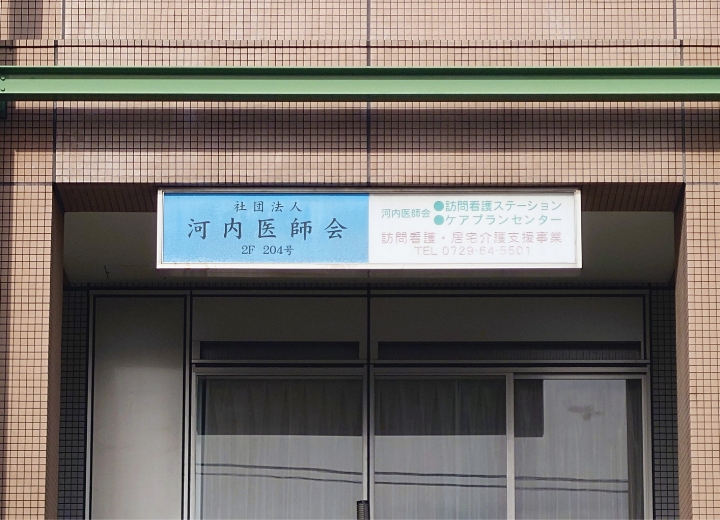 社団法人
河内医師会
2F 204号
河内医師会 ●訪問看護ステーション
●ケアプランセンター
訪問看護・居宅介護支援事業
TEL 0729-64-5501